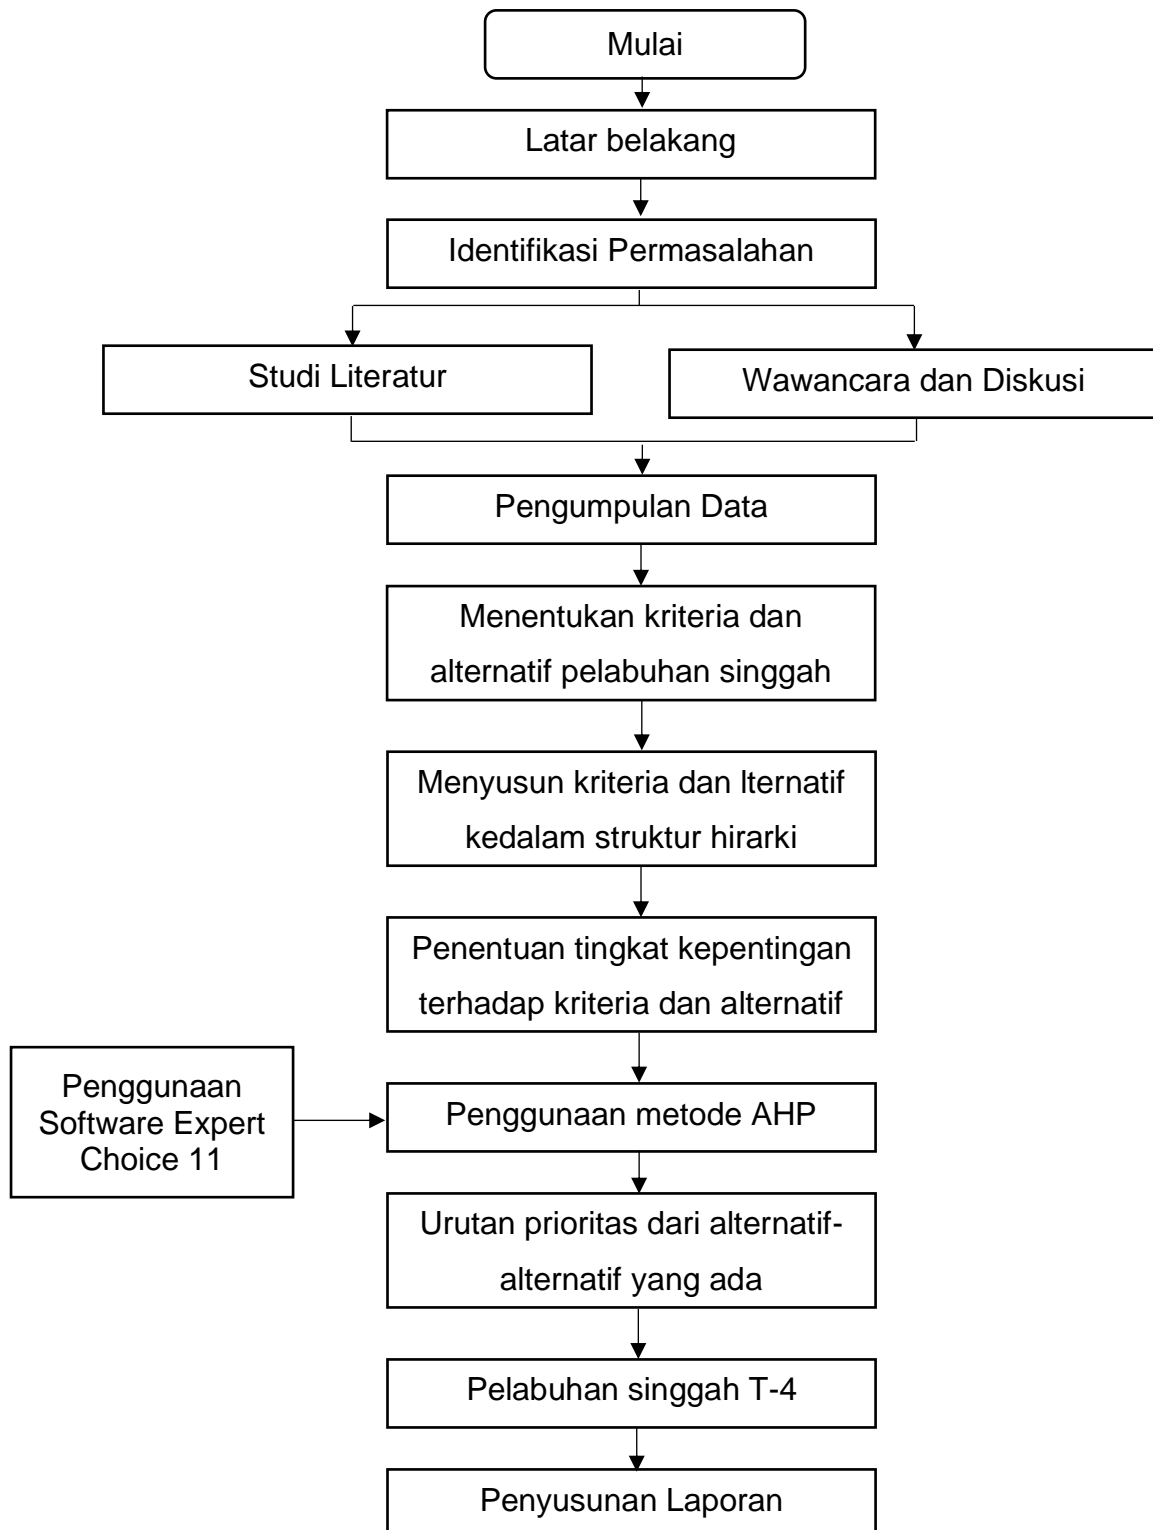 Mulai
Latar belakang
Identifikasi Permasalahan
Studi Literatur
Wawancara dan Diskusi
Pengumpulan Data
Menentukan kriteria dan
alternatif pelabuhan singgah
Menyusun kriteria dan lternatif
kedalam struktur hirarki
Penentuan tingkat kepentingan
terhadap kriteria dan alternatif
Penggunaan
Software Expert
Choice 11
Penggunaan metode AHP
Urutan prioritas dari alternatif-
alternatif yang ada
Pelabuhan singgah T-4
Penyusunan Laporan